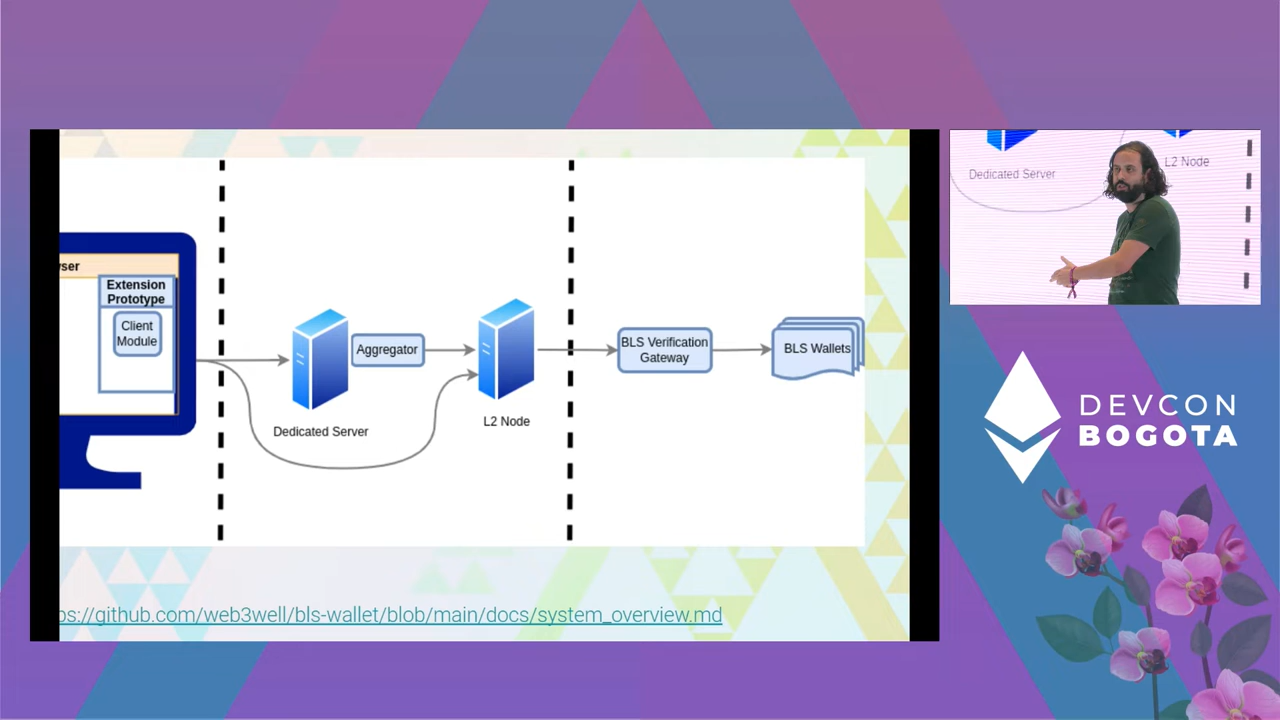 ser
Extension
Prototype
Client
Module
Aggregator
Dedicated Server
L2 Node
BLS Verification
Gateway
BLS Wallets
ps://github.com/web3well/bls-wallet/blob/main/docs/system_overview.md
Dedicated Server
L2 Node
DEVCON
BOGOTA